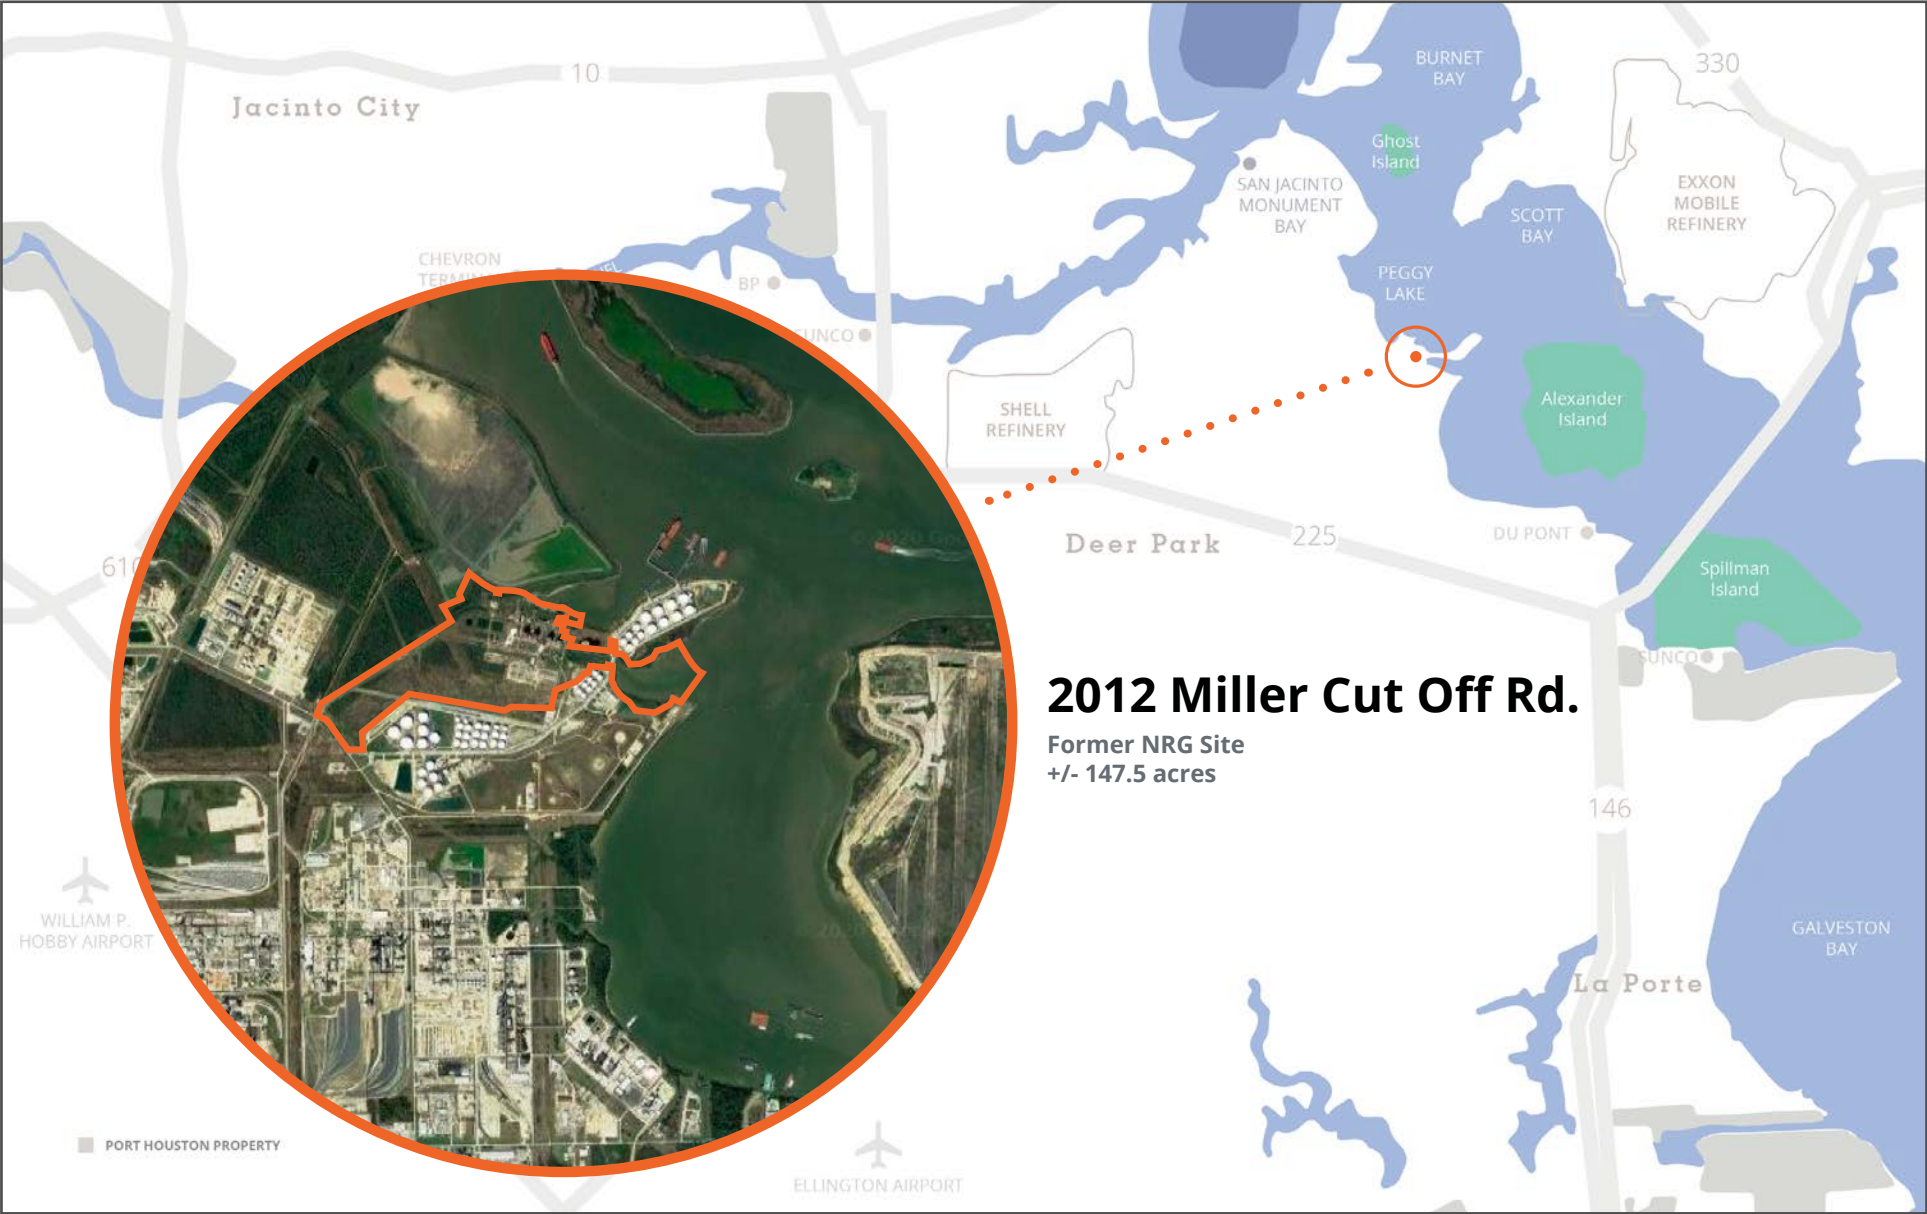 10
Jacinto City
BURNET
BAY
330
Ghost
Island
SAN JACINTO
MONUMENT
BAY
EXXON
MOBILE
REFINERY
SCOTT
BAY
CHEVRON
BP
PEGGY
LAKE
SHELL
REFINERY
Alexander
Island
Deer Park
225
DU PONT
610
Spillman
Island
SUNCO
2012 Miller Cut Off Rd.
Former NRG Site
+/- 147.5 acres
146
WILLIAM P.
HOBBY AIRPORT
GALVESTON
BAY
La Porte
PORT HOUSTON PROPERTY
ELLINGTON AIRPORT